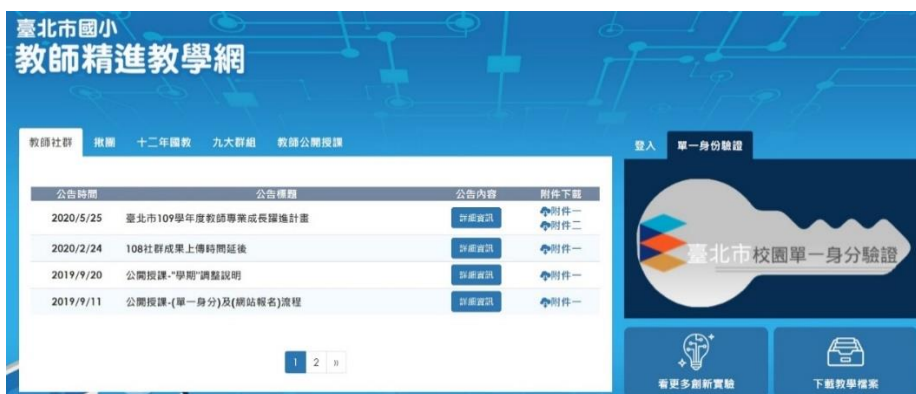 臺北市國小
教師精進教學網
教師社群 揪團 十二年國教 九大群組 教師公開授課
登入 單一身份驗證
公告時間 公告標題 公告內容 附件下載
2020/5/25 臺北市109學年度教師專業成長躍進計畫 詳細資訊 附件一
附件二
2020/2/24 108社群成果上傳時間延後 詳細資訊 附件一
2019/9/20 公開授課-"學期"調整說明 詳細資訊 附件一
2019/9/11 公開授課-(單一身分)及(網站報名)流程 詳細資訊 附件一
1 2 »
臺北市校園單一身分驗證
看更多創新實驗
下載教學檔案